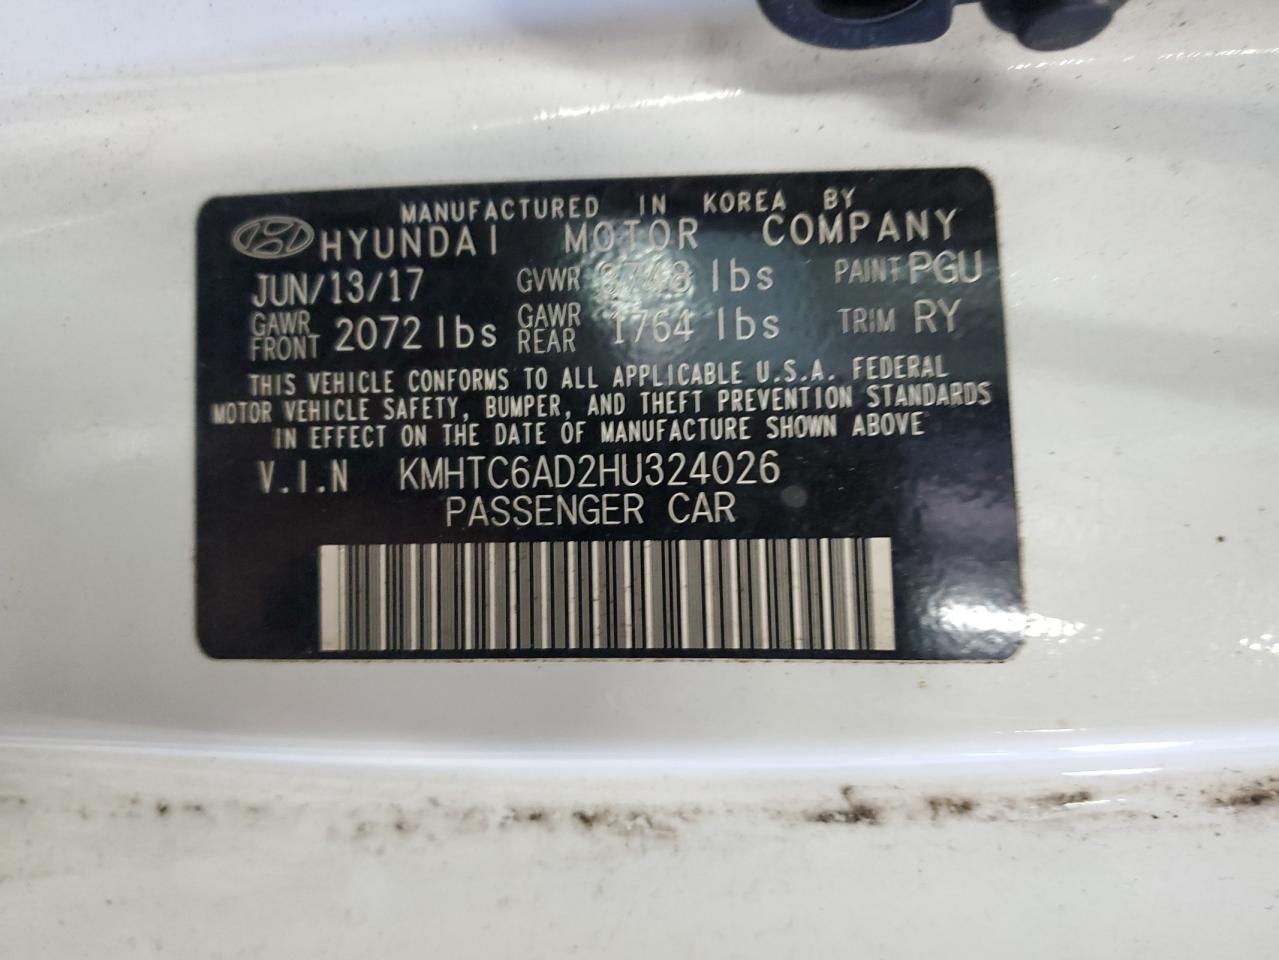 MANUFACTURED IN KOREA BY
HYUNDAI MOTOR COMPANY
JUN/13/17 GVWR 3748 lbs PAINT PGU
GAWR FRONT 2072 lbs GAWR REAR 1764 lbs TRIM RY
THIS VEHICLE CONFORMS TO ALL APPLICABLE U.S.A. FEDERAL
MOTOR VEHICLE SAFETY, BUMPER, AND THEFT PREVENTION STANDARDS
IN EFFECT ON THE DATE OF MANUFACTURE SHOWN ABOVE
V.I.N KMHTC6AD2HU324026
PASSENGER CAR